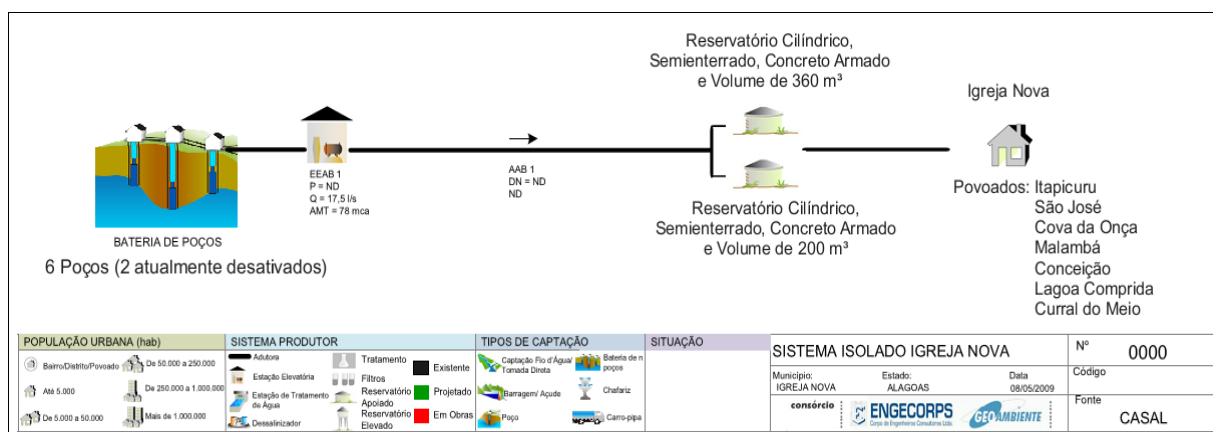 Reservatório Cilíndrico,
Semienterrado, Concreto Armado
e Volume de 360 m³
Igreja Nova
EEAB 1
P = ND
Q = 17,5 l/s
AMT = 78 mca
AAB 1
DN = ND
ND
Povoados: Itapicuru
São José
Cova da Onça
Malambá
Conceição
Lagoa Comprida
Curral do Meio
Reservatório Cilíndrico,
Semienterrado, Concreto Armado
e Volume de 200 m³
BATERIA DE POÇOS
6 Poços (2 atualmente desativados)
POPULAÇÃO URBANA (hab)
Bairro/Distrito/Povoado
De 50.000 a 250.000
Até 5.000
De 250.000 a 1.000.000
De 5.000 a 50.000
Mais de 1.000.000
SISTEMA PRODUTOR
Adutora
Estação Elevatória
Estação de Tratamento
de Água
Dessalinizador
Tratamento
Filtros
Reservatório
Apoiado
Reservatório
Elevado
Existente
Projetado
Em Obras
TIPOS DE CAPTAÇÃO
Captação Fio d'Água/
Tomada Direta
Bateria de n
poços
Barragem/ Açude
Chafariz
Poço
Carro-pipa
SITUAÇÃO
SISTEMA ISOLADO IGREJA NOVA
Nº
0000
Município:
IGREJA NOVA
Estado:
ALAGOAS
Data
08/05/2009
Código
consórcio
ENGECORPS
Corpo de Engenheiros Consultores Ltda.
GEOAMBIENTE
Fonte
CASAL